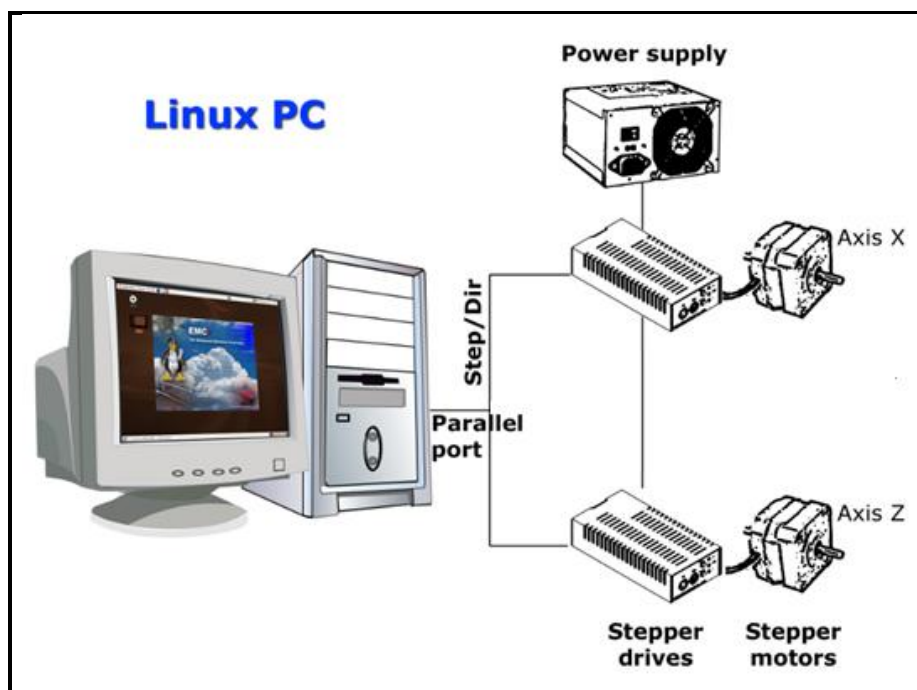 Power supply
Linux PC
Axis X
EMC
Step/Dir
Parallel
port
Axis Z
Stepper
drives
Stepper
motors